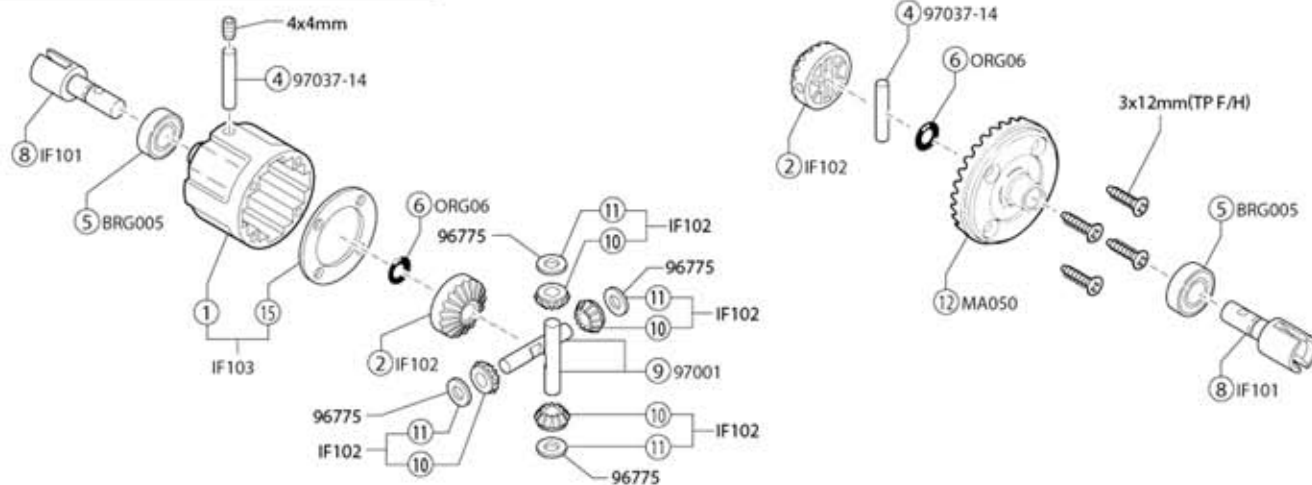 4x4mm
④ 97037-14
⑧ IF101
⑤ BRG005
① ⑮
IF103
⑥ ORG06
② IF102
96775
⑪
⑩
IF102
96775
⑪
⑩
IF102
⑨ 97001
96775
⑪
⑩
IF102
⑩
⑪
IF102
96775
④ 97037-14
⑥ ORG06
② IF102
3x12mm(TP F/H)
⑫ MA050
⑤ BRG005
⑧ IF101